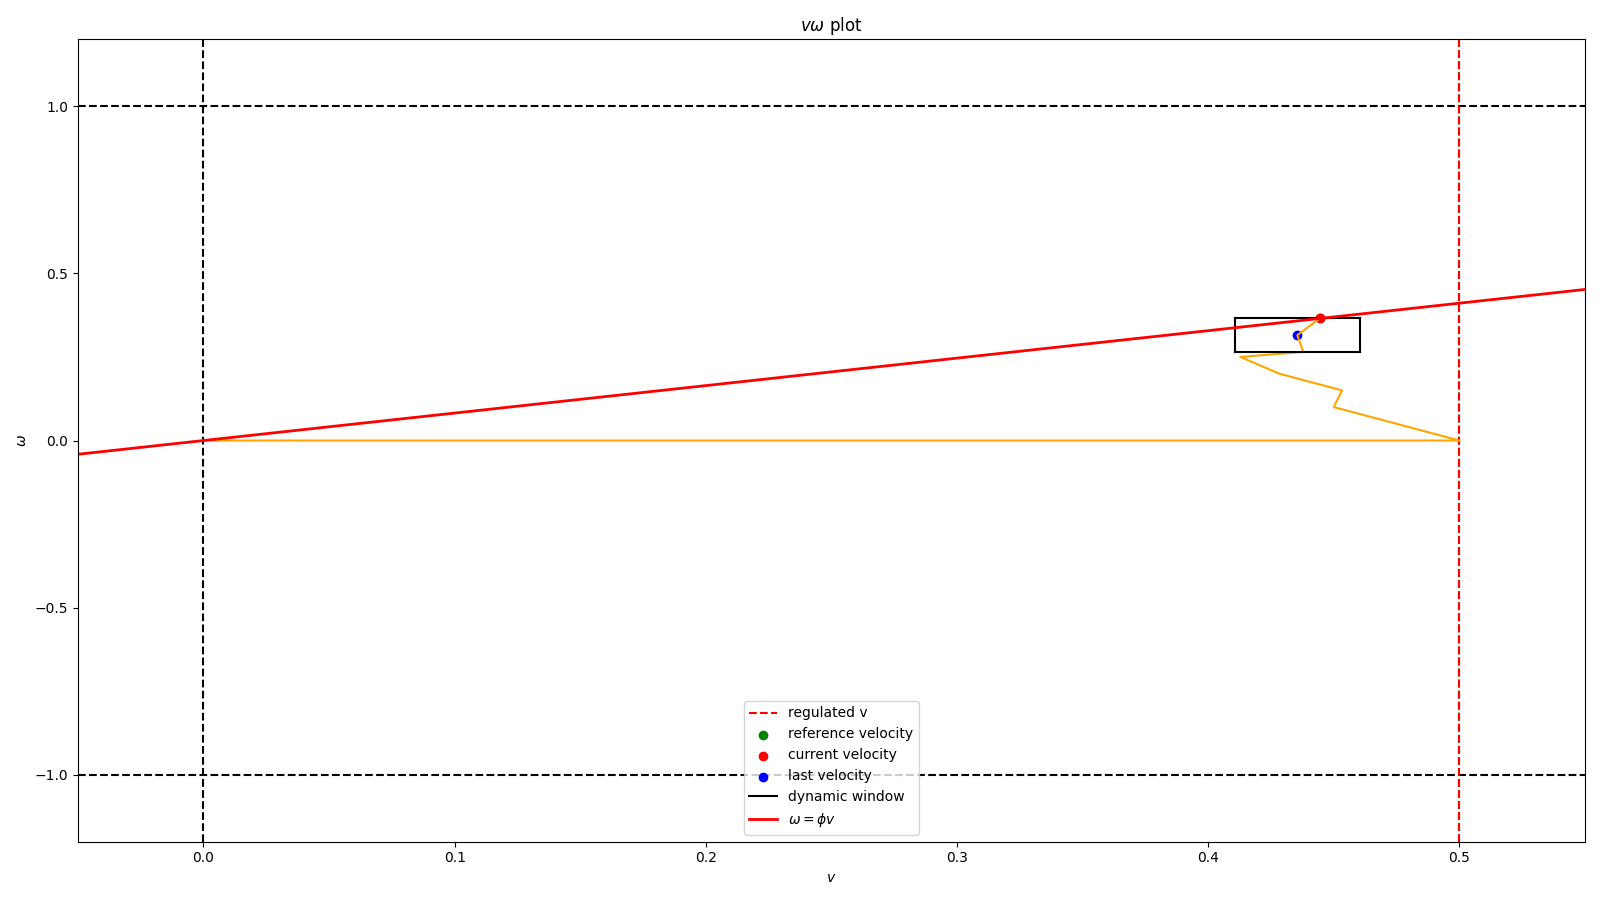 vω plot
1.0
0.5
0.0
−0.5
−1.0
ω
0.0 0.1 0.2 0.3 0.4 0.5
v
regulated v
reference velocity
current velocity
last velocity
dynamic window
ω = ϕv